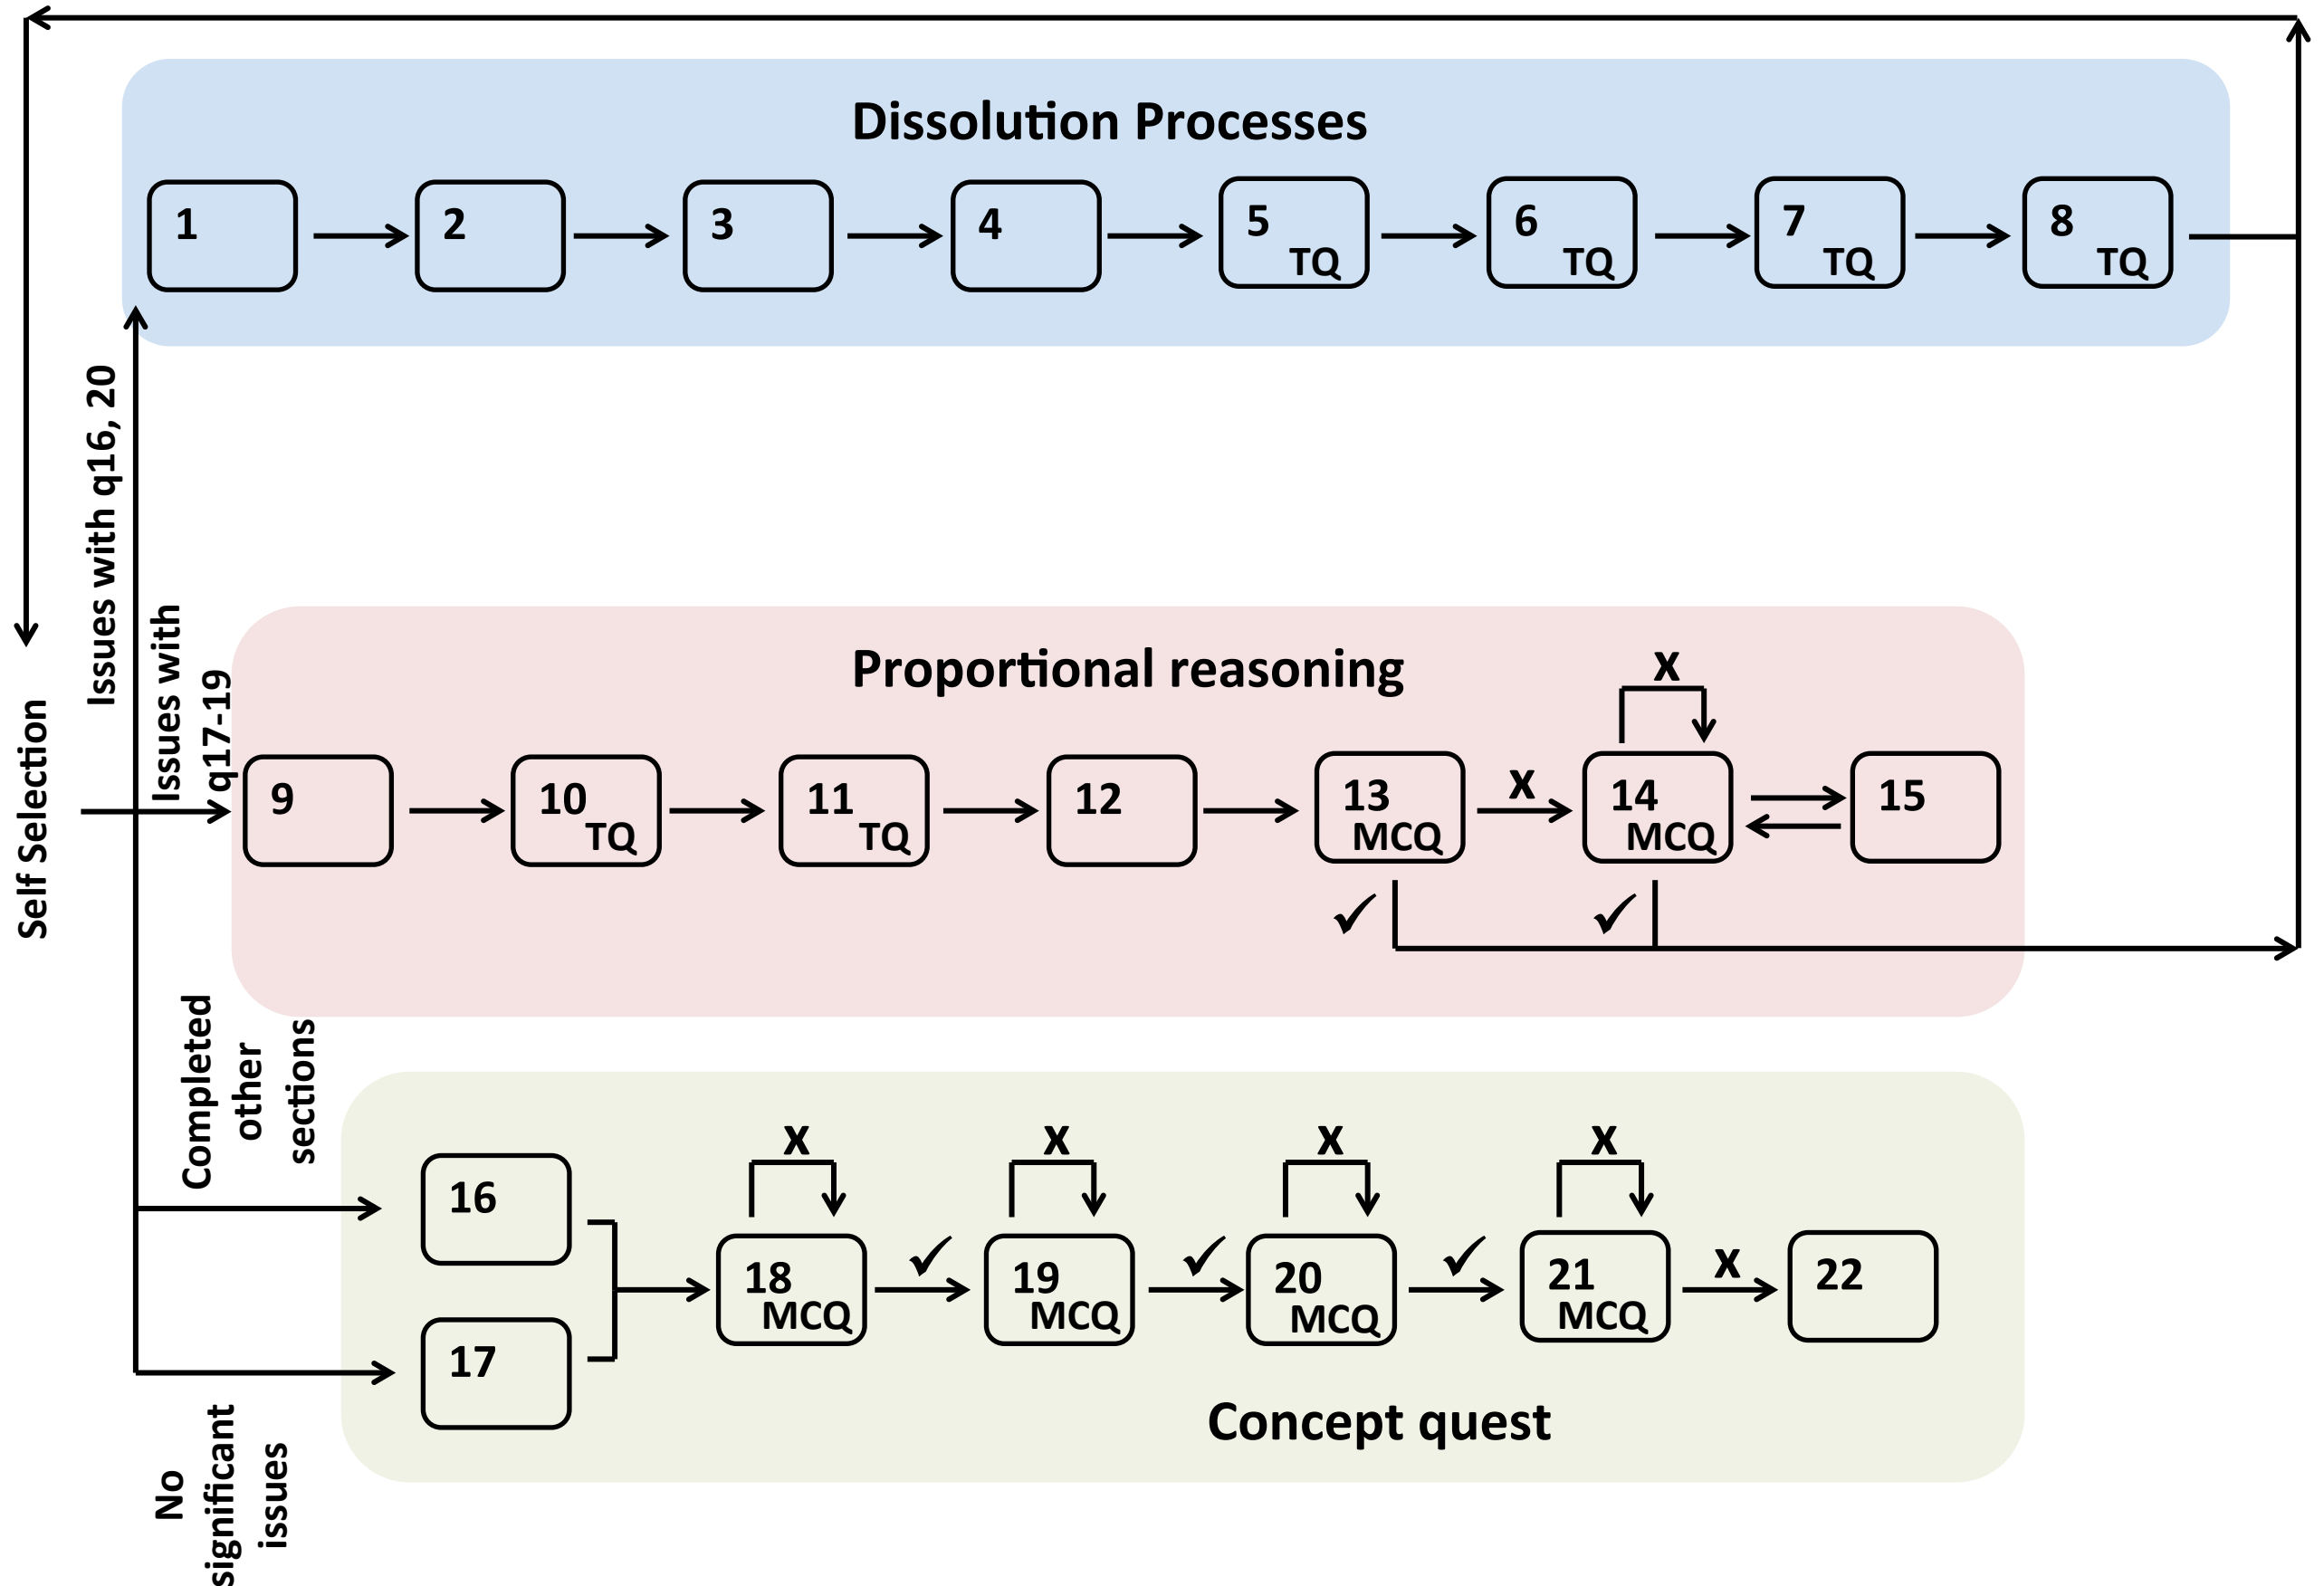 Dissolution Processes
1
2
3
4
5
TQ
6
TQ
7
TQ
8
TQ
Issues with q16, 20
Self Selection
Issues with
q17-19
Proportional reasoning
x
9
10
TQ
11
TQ
12
13
MCQ
x
14
MCQ
15
✓
✓
Completed
other
sections
x
x
x
x
16
17
18
MCQ
✓
19
MCQ
✓
20
MCQ
✓
21
MCQ
x
22
Concept quest
No
significant
issues